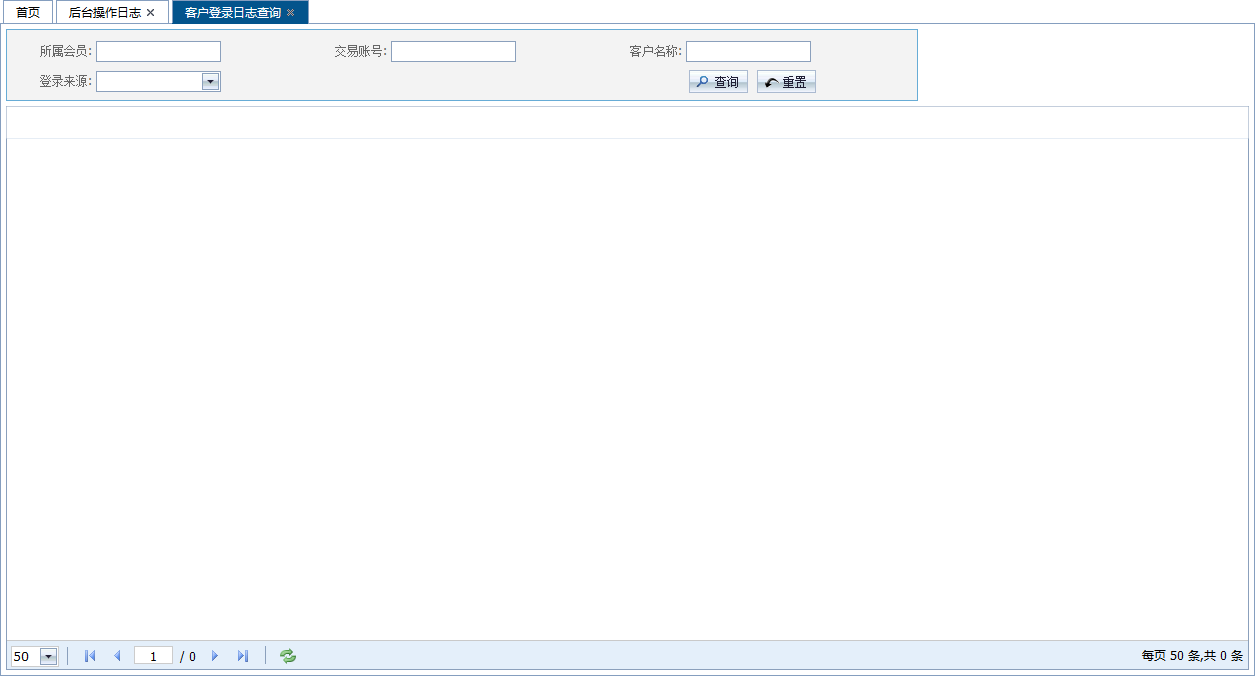 首页 后台操作日志 客户登录日志查询
所属会员: 交易账号: 客户名称:
登录来源: 查询 重置
50 1 / 0 每页 50 条,共 0 条